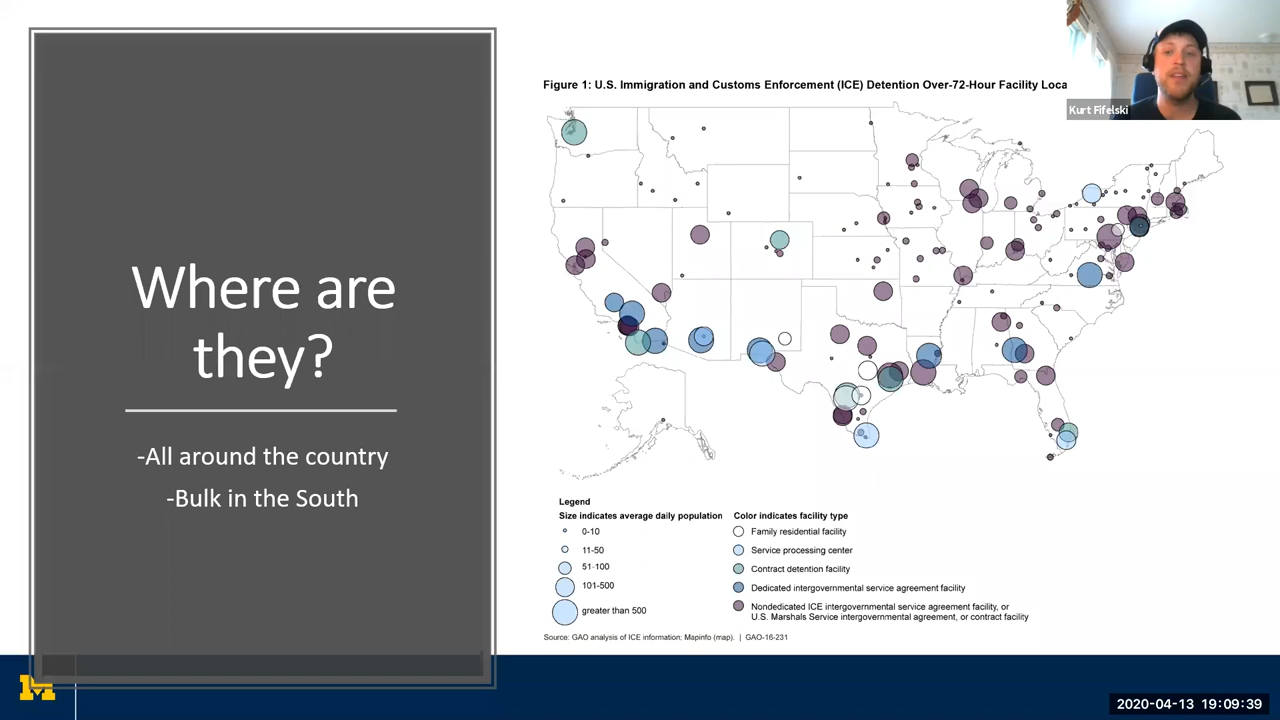 Where are
they?
-All around the country
-Bulk in the South
Figure 1: U.S. Immigration and Customs Enforcement (ICE) Detention Over-72-Hour Facility Loca
Kurt Fifelski
Legend
Size indicates average daily population
0-10
11-50
51-100
101-500
greater than 500
Color indicates facility type
Family residential facility
Service processing center
Contract detention facility
Dedicated intergovernmental service agreement facility
Nondedicated ICE intergovernmental service agreement facility, or
U.S. Marshals Service intergovernmental agreement, or contract facility
Source: GAO analysis of ICE information; Mapinfo (map). | GAO-16-231
M
2020-04-13 19:09:39